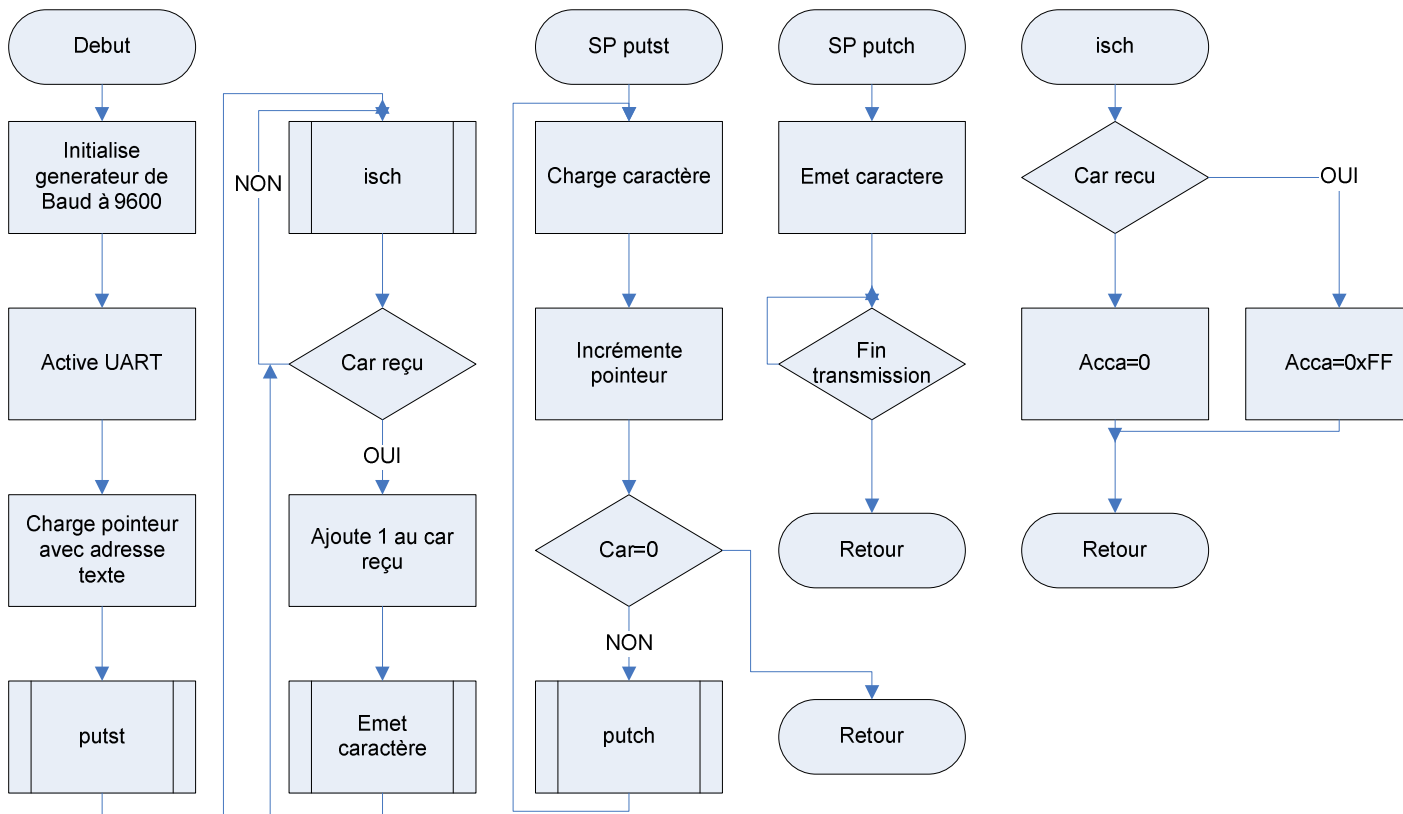 Debut
Initialise
generateur de
Baud à 9600
Active UART
Charge pointeur
avec adresse
texte
putst
isch
NON
Car reçu
OUI
Ajoute 1 au car
reçu
Emet
caractère
SP putst
Charge caractère
Incrémente
pointeur
Car=0
NON
putch
Retour
SP putch
Emet caractere
Fin
transmission
Retour
isch
Car recu
OUI
Acca=0
Acca=0xFF
Retour